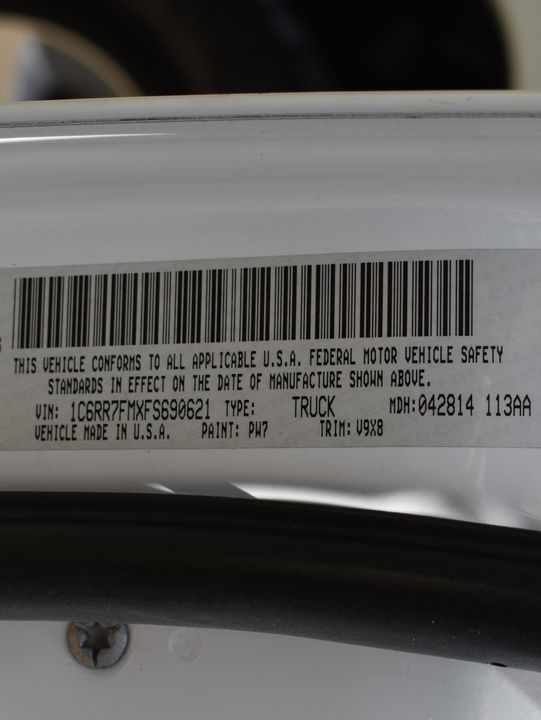 THIS VEHICLE CONFORMS TO ALL APPLICABLE U.S.A. FEDERAL MOTOR VEHICLE SAFETY
STANDARDS IN EFFECT ON THE DATE OF MANUFACTURE SHOWN ABOVE.
VIN: 1C6RR7FMXFS690621 TYPE: TRUCK MDH:042814 113AA
VEHICLE MADE IN U.S.A. PAINT: PW7 TRIM: V9X8